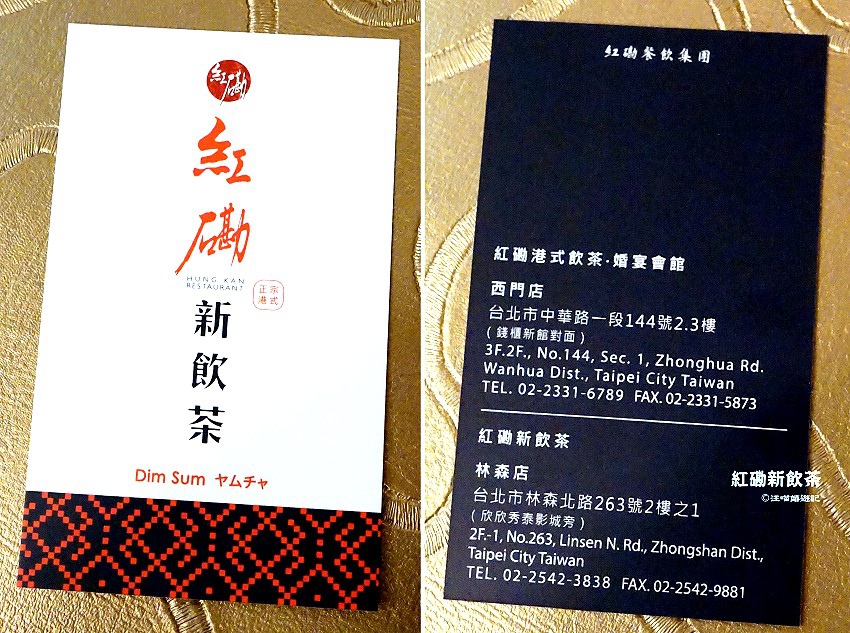 紅磡
紅磡
HUNG KAN
RESTAURANT
正宗
港式
新飲茶
Dim Sum ヤムチャ
紅磡餐飲集團
紅磡港式飲茶·婚宴會館
西門店
台北市中華路一段144號2.3樓
(錢櫃新館對面)
3F.2F., No.144, Sec. 1, Zhonghua Rd.
Wanhua Dist., Taipei City Taiwan
TEL. 02-2331-6789 FAX. 02-2331-5873
紅磡新飲茶
林森店
台北市林森北路263號2樓之1
(欣欣秀泰影城旁)
2F.-1, No.263, Linsen N. Rd., Zhongshan Dist.,
Taipei City Taiwan
TEL. 02-2542-3838 FAX. 02-2542-9881
紅磡新飲茶